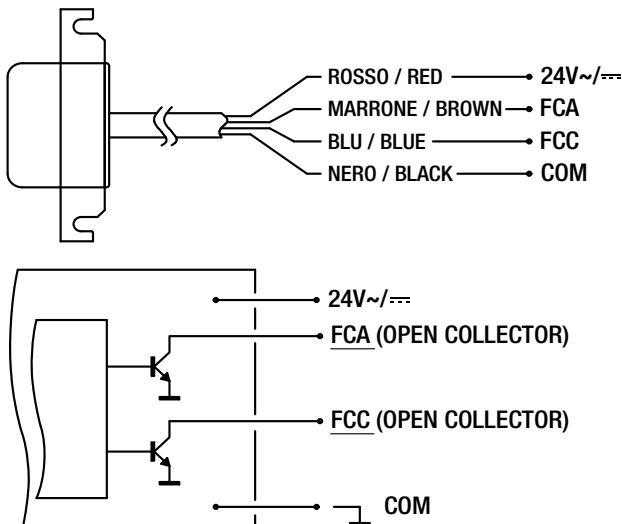 ROSSO / RED 24V~/⎓
MARRONE / BROWN FCA
BLU / BLUE FCC
NERO / BLACK COM
24V~/⎓
FCA (OPEN COLLECTOR)
FCC (OPEN COLLECTOR)
COM